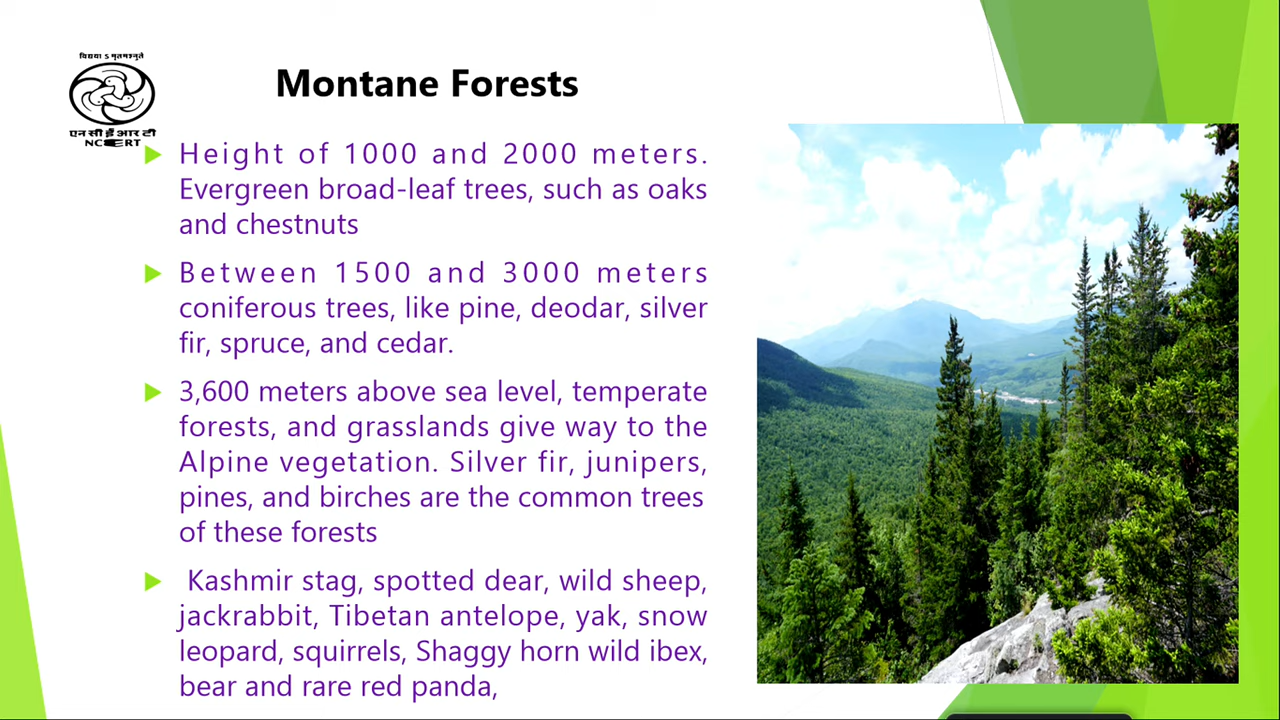 विद्यया ऽ मृतमश्नुते
एन सी ई आर टी
NCERT
Montane Forests
Height of 1000 and 2000 meters.
Evergreen broad-leaf trees, such as oaks
and chestnuts
Between 1500 and 3000 meters
coniferous trees, like pine, deodar, silver
fir, spruce, and cedar.
3,600 meters above sea level, temperate
forests, and grasslands give way to the
Alpine vegetation. Silver fir, junipers,
pines, and birches are the common trees
of these forests
Kashmir stag, spotted dear, wild sheep,
jackrabbit, Tibetan antelope, yak, snow
leopard, squirrels, Shaggy horn wild ibex,
bear and rare red panda,